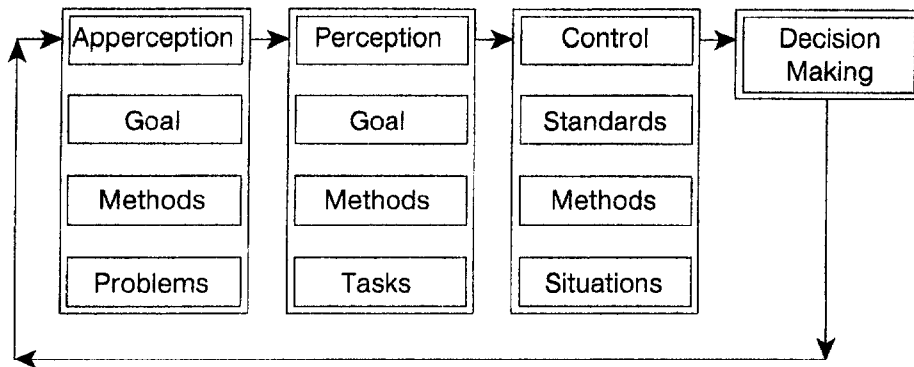 Apperception
Goal
Methods
Problems
Perception
Goal
Methods
Tasks
Control
Standards
Methods
Situations
Decision
Making